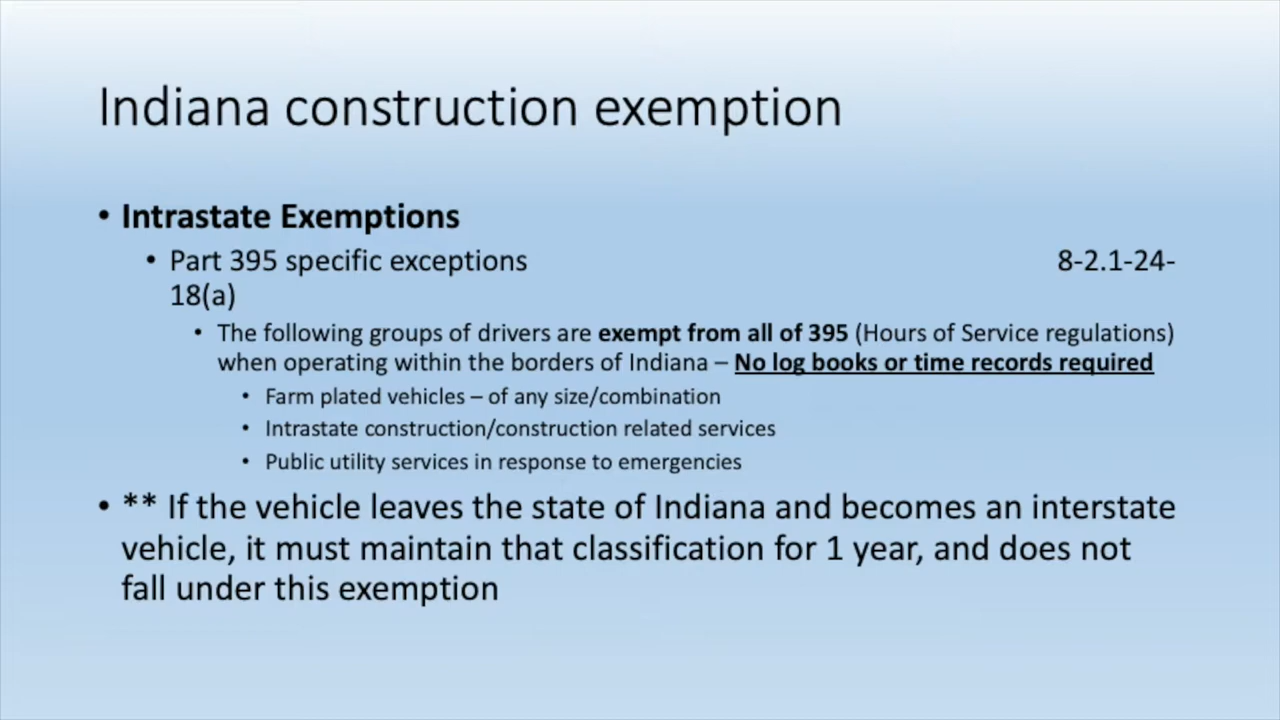 Indiana construction exemption
• Intrastate Exemptions
• Part 395 specific exceptions 8-2.1-24-
18(a)
• The following groups of drivers are exempt from all of 395 (Hours of Service regulations)
when operating within the borders of Indiana – No log books or time records required
• Farm plated vehicles – of any size/combination
• Intrastate construction/construction related services
• Public utility services in response to emergencies
• ** If the vehicle leaves the state of Indiana and becomes an interstate
vehicle, it must maintain that classification for 1 year, and does not
fall under this exemption